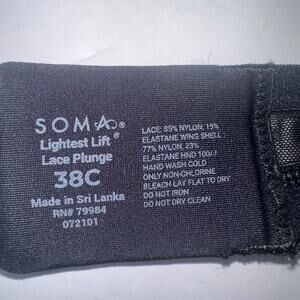 SOMA®
Lightest Lift®
Lace Plunge
38C
Made in Sri Lanka
RN# 79984
072101
LACE: 85% NYLON, 15%
ELASTANE WING SHELL:
77% NYLON, 23%
ELASTANE HND 100/J
HAND WASH COLD
ONLY NON-CHLORINE
BLEACH LAY FLAT TO DRY
DO NOT IRON
DO NOT DRY CLEAN